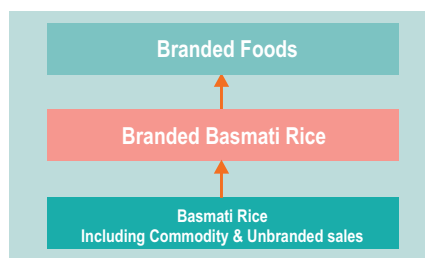 Branded Foods
Branded Basmati Rice
Basmati Rice
Including Commodity & Unbranded sales